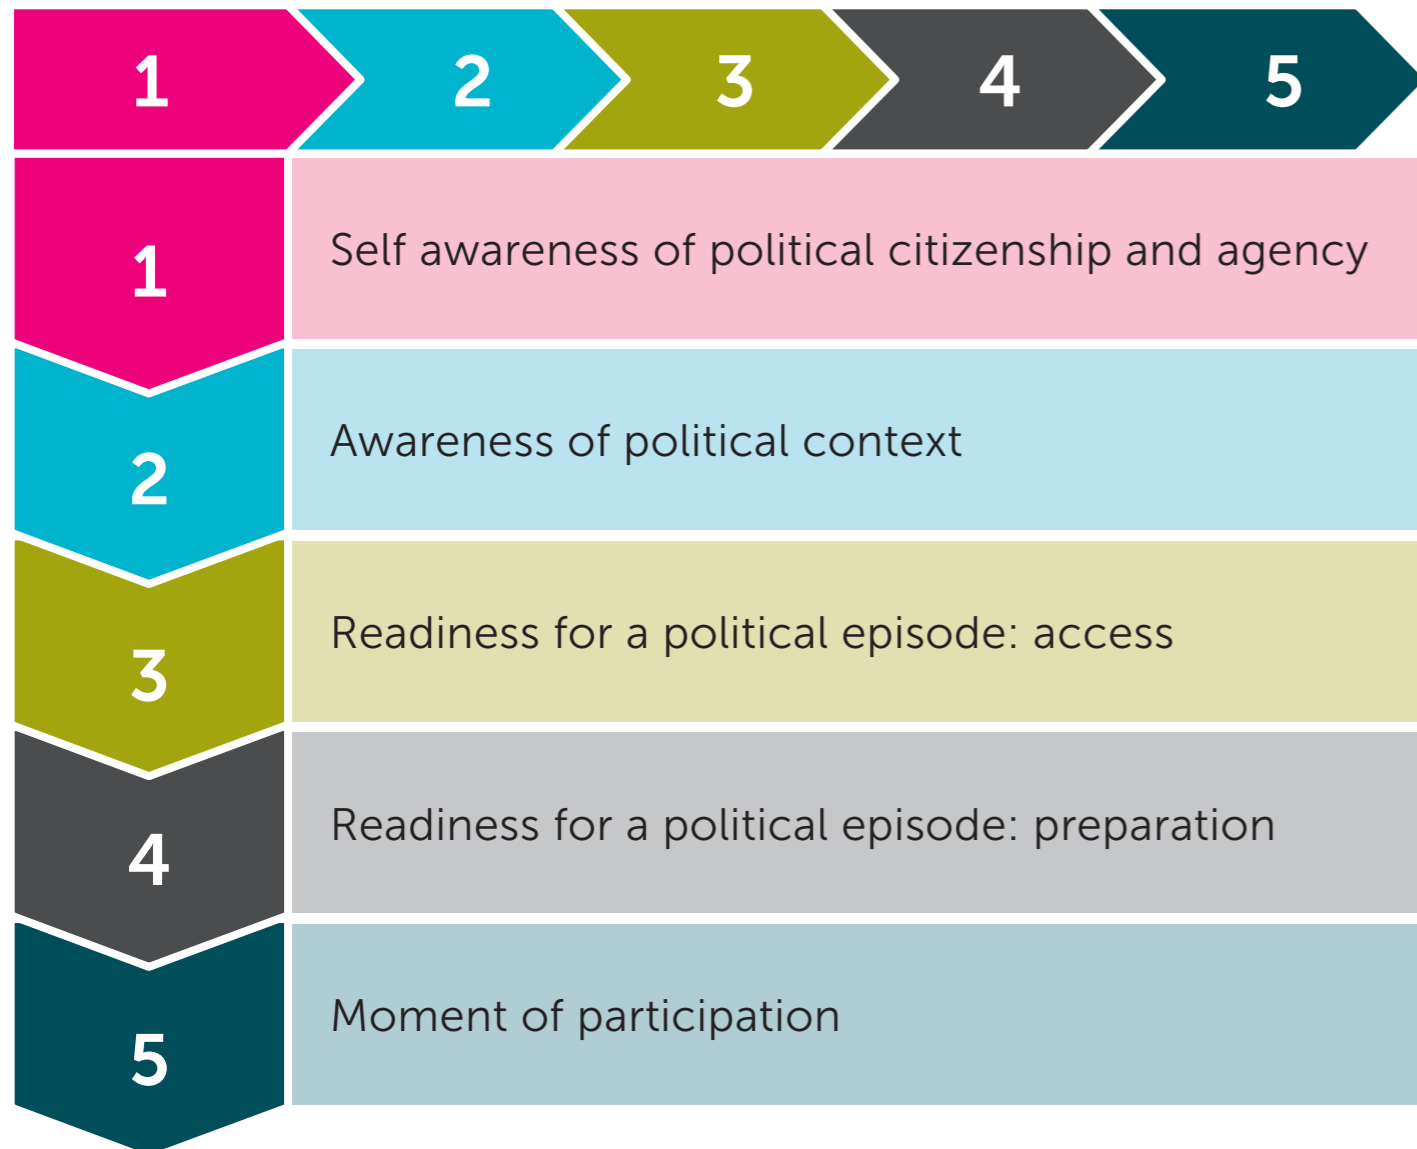 1 2 3 4 5
1 Self awareness of political citizenship and agency
2 Awareness of political context
3 Readiness for a political episode: access
4 Readiness for a political episode: preparation
5 Moment of participation